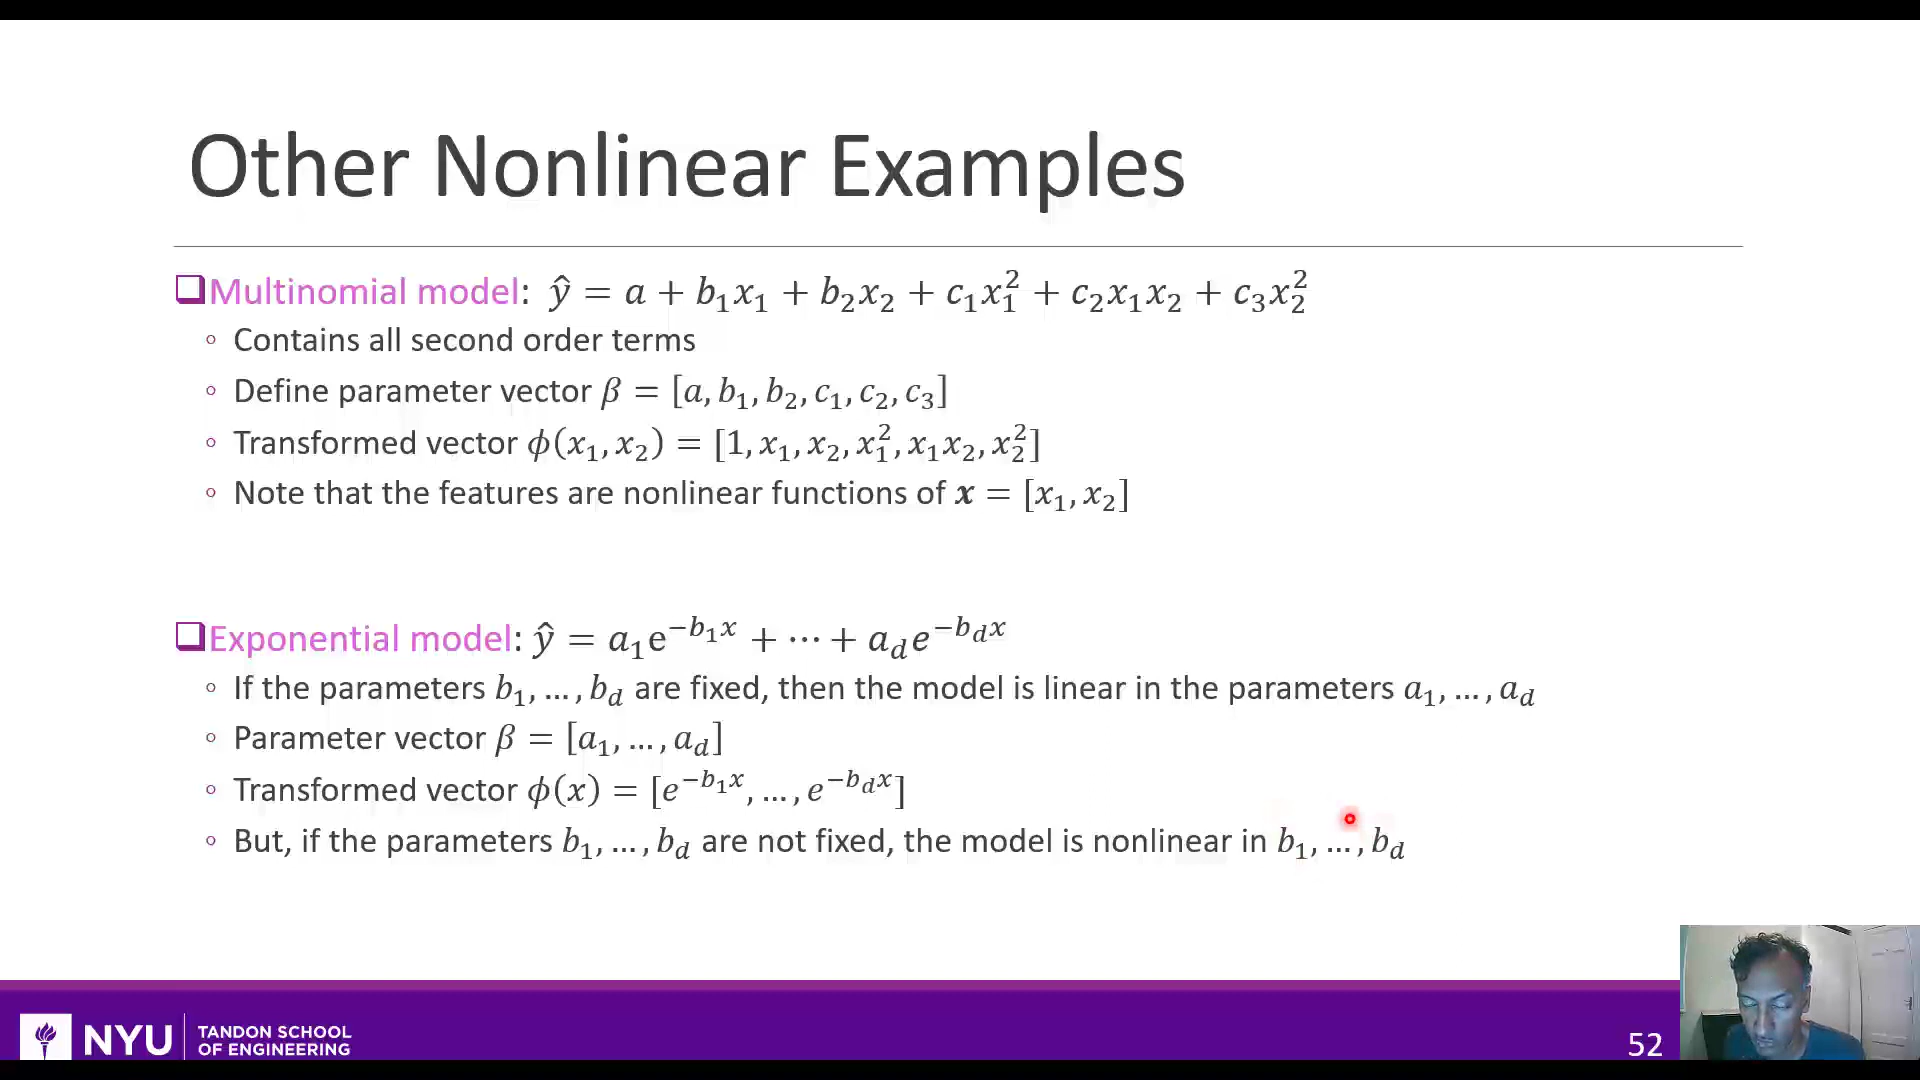 Other Nonlinear Examples
❑Multinomial model: ŷ = a + b₁x₁ + b₂x₂ + c₁x₁² + c₂x₁x₂ + c₃x₂²
◦ Contains all second order terms
◦ Define parameter vector β = [a, b₁, b₂, c₁, c₂, c₃]
◦ Transformed vector ϕ(x₁, x₂) = [1, x₁, x₂, x₁², x₁x₂, x₂²]
◦ Note that the features are nonlinear functions of 𝒙 = [x₁, x₂]
❑Exponential model: ŷ = a₁e^{−b₁x} + ⋯ + a_d e^{−b_d x}
◦ If the parameters b₁, … , b_d are fixed, then the model is linear in the parameters a₁, … , a_d
◦ Parameter vector β = [a₁, … , a_d]
◦ Transformed vector ϕ(x) = [e^{−b₁x}, … , e^{−b_d x}]
◦ But, if the parameters b₁, … , b_d are not fixed, the model is nonlinear in b₁, … , b_d
NYU
TANDON SCHOOL
OF ENGINEERING
52